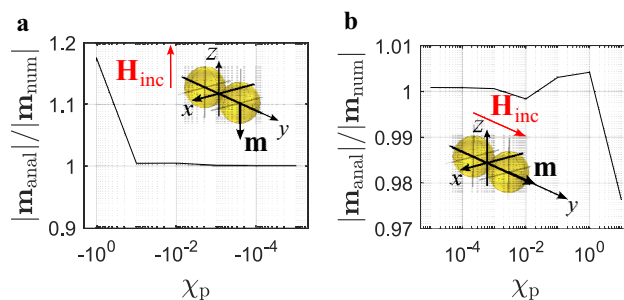 a
1.2
1.1
1
0.9
|m_anal|/|m_num|
H_inc
z
x
y
m
-10^0
-10^-2
-10^-4
χ_p
b
1.01
1
0.99
0.98
0.97
|m_anal|/|m_num|
H_inc
z
x
m
y
10^-4
10^-2
10^0
χ_p